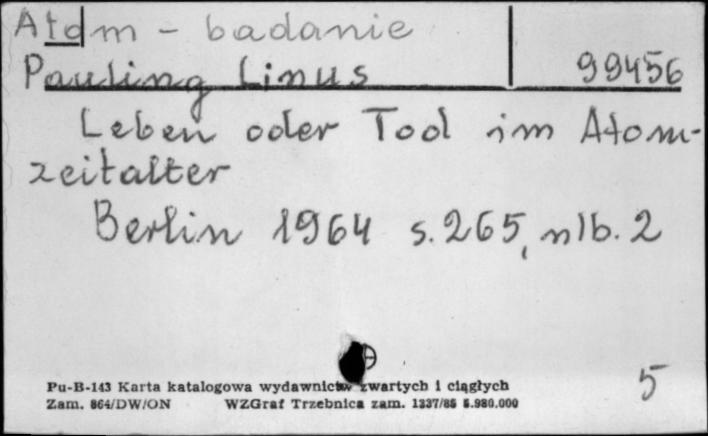 Atom - badanie
Pauling Linus 99456
Leben oder Tod im Atom-
zeitalter
Berlin 1964 s. 265, nlb. 2
5
Pu-B-143 Karta katalogowa wydawnictw zwartych i ciągłych
Zam. 864/DW/ON WZGraf Trzebnica zam. 1337/85 5.980.000